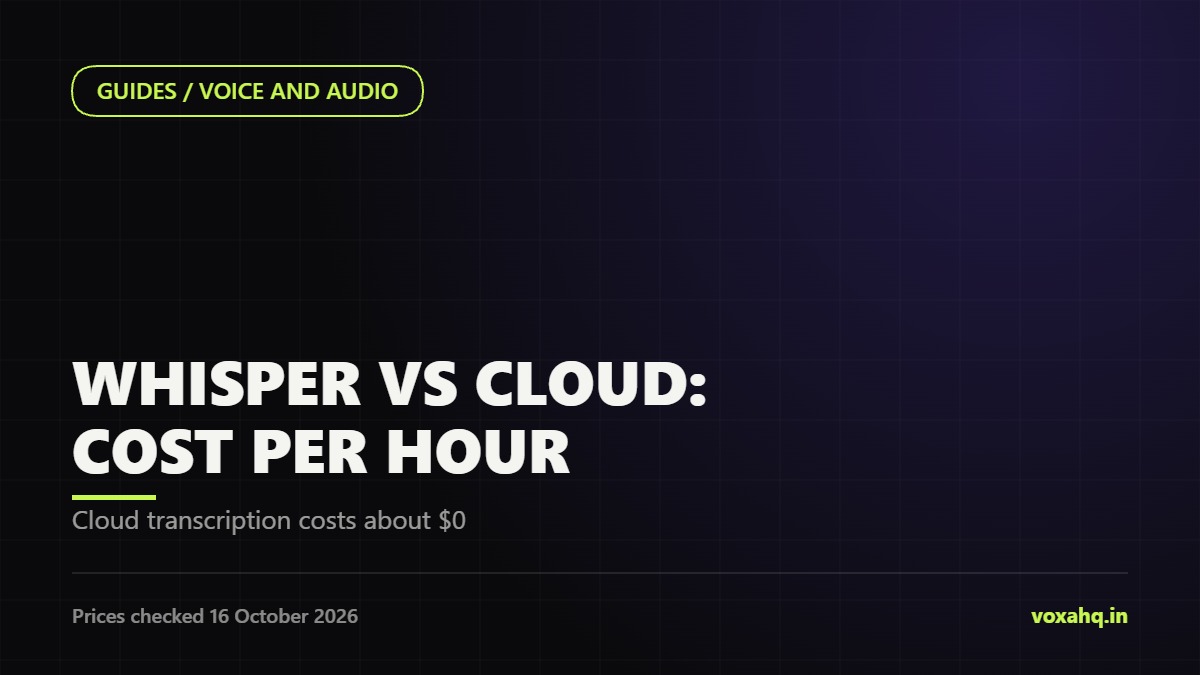 GUIDES / VOICE AND AUDIO
WHISPER VS CLOUD:
COST PER HOUR
Cloud transcription costs about $0
Prices checked 16 October 2026
voxahq.in